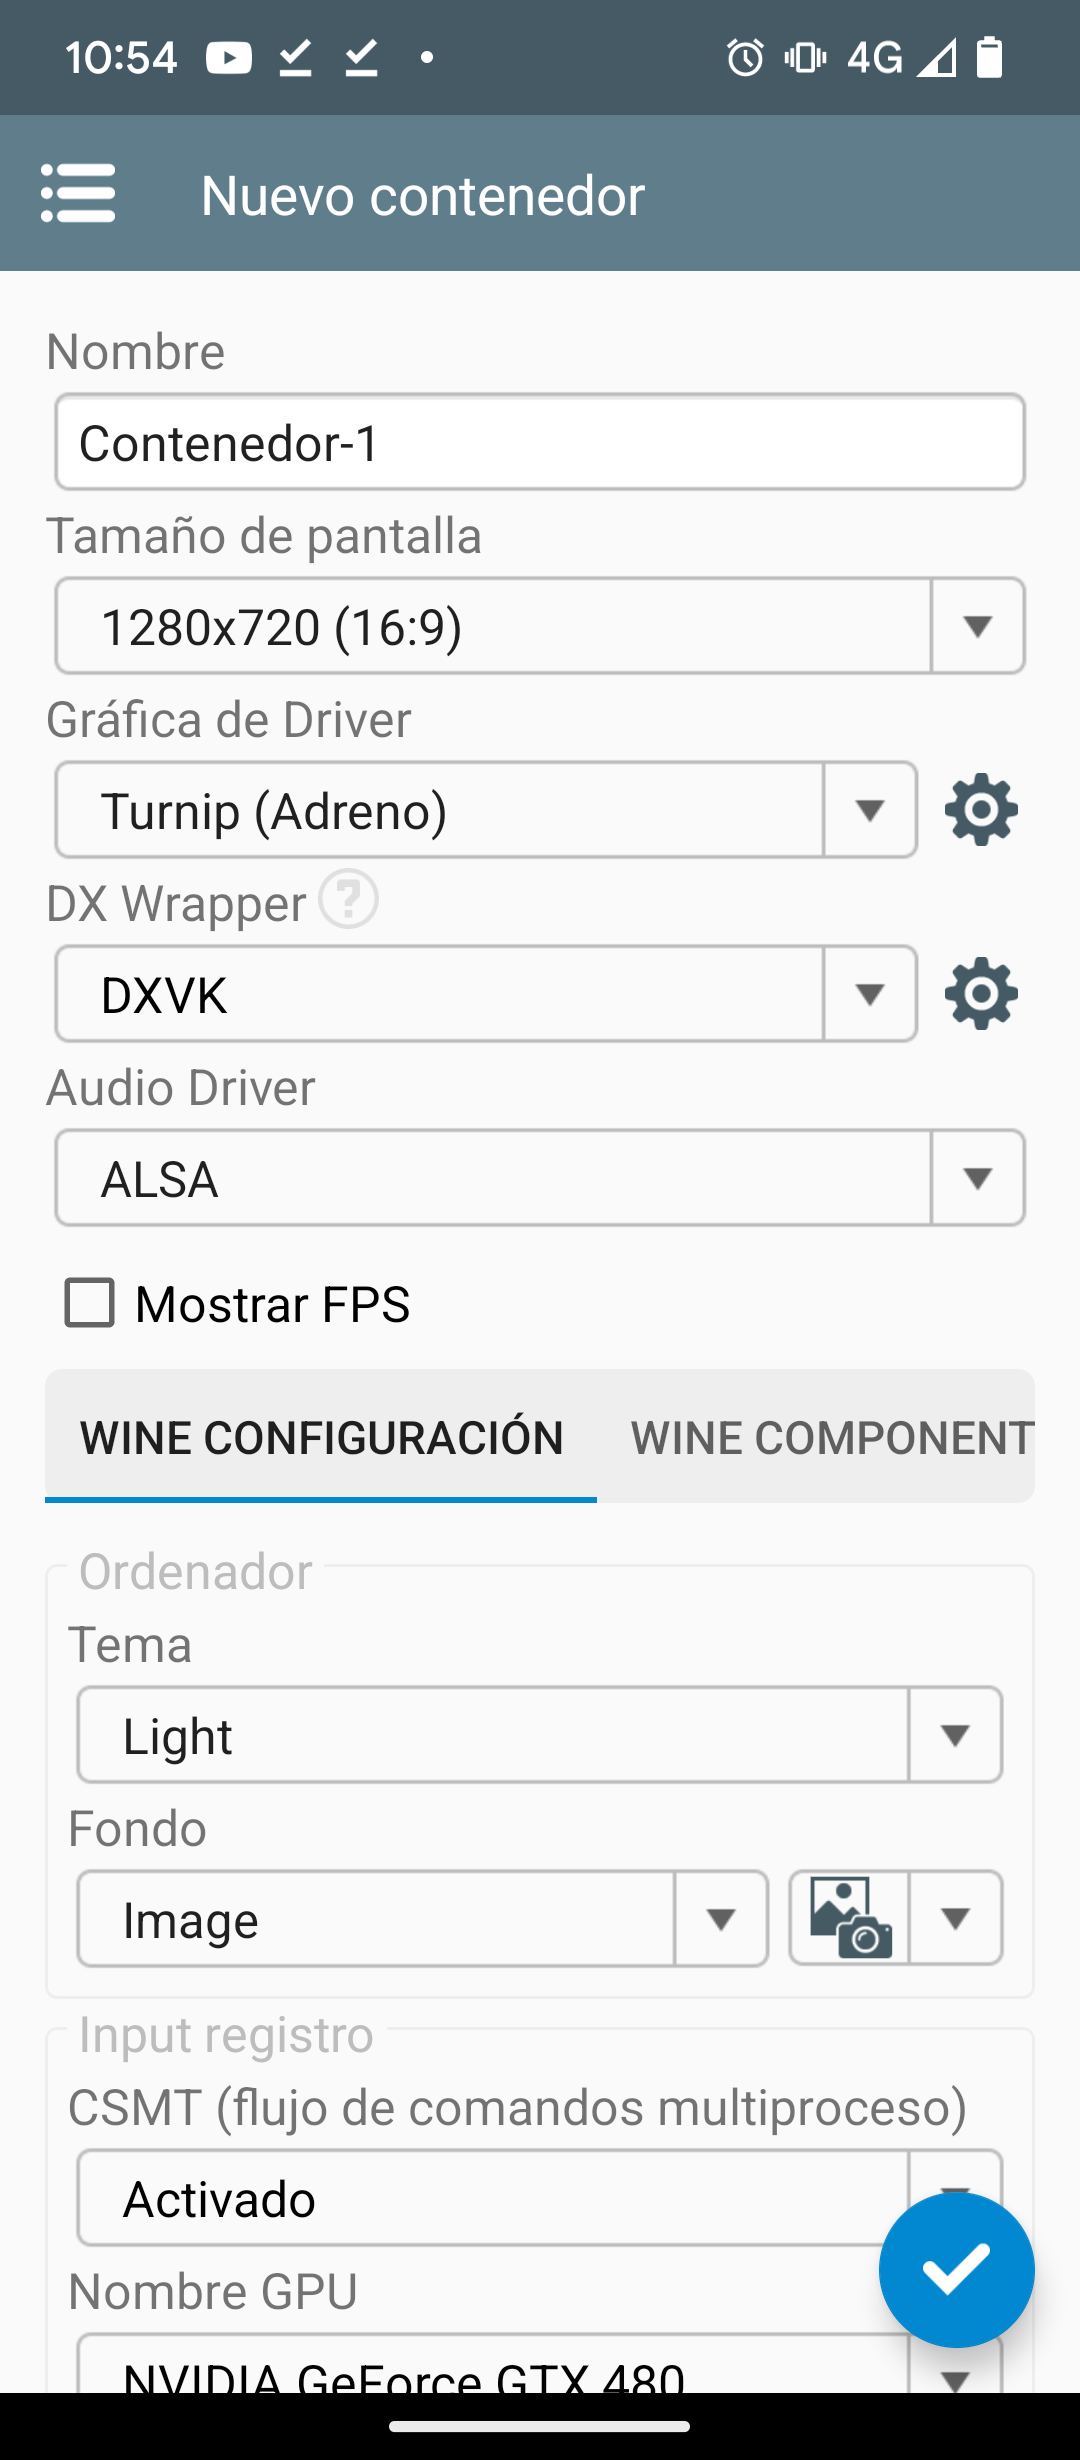 10:54
4G
Nuevo contenedor
Nombre
Contenedor-1
Tamaño de pantalla
1280x720 (16:9)
Gráfica de Driver
Turnip (Adreno)
DX Wrapper ?
DXVK
Audio Driver
ALSA
Mostrar FPS
WINE CONFIGURACIÓN
WINE COMPONENT
Ordenador
Tema
Light
Fondo
Image
Input registro
CSMT (flujo de comandos multiproceso)
Activado
Nombre GPU
NVIDIA GeForce GTX 480